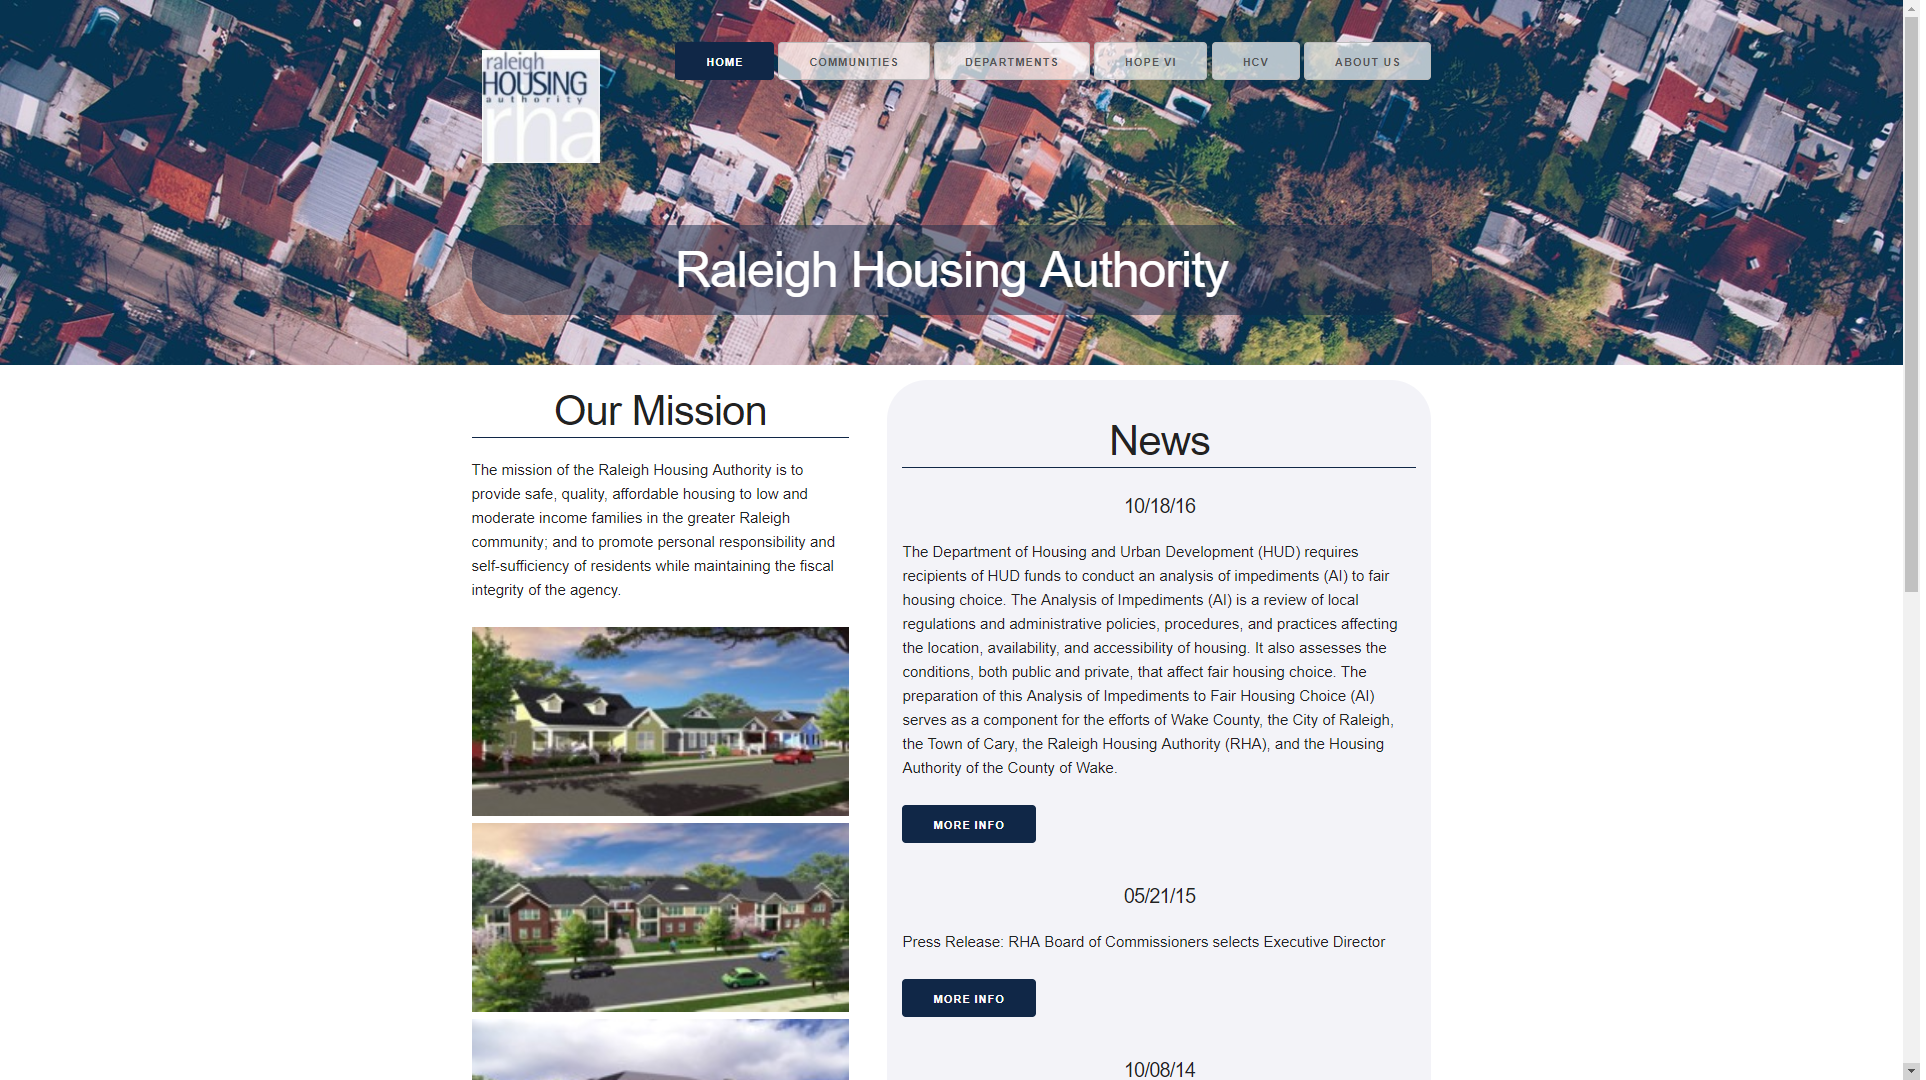 raleigh
HOUSING
authority
rha
HOME COMMUNITIES DEPARTMENTS HOPE VI HCV ABOUT US
Raleigh Housing Authority
Our Mission
The mission of the Raleigh Housing Authority is to
provide safe, quality, affordable housing to low and
moderate income families in the greater Raleigh
community; and to promote personal responsibility and
self-sufficiency of residents while maintaining the fiscal
integrity of the agency.
News
10/18/16
The Department of Housing and Urban Development (HUD) requires
recipients of HUD funds to conduct an analysis of impediments (AI) to fair
housing choice. The Analysis of Impediments (AI) is a review of local
regulations and administrative policies, procedures, and practices affecting
the location, availability, and accessibility of housing. It also assesses the
conditions, both public and private, that affect fair housing choice. The
preparation of this Analysis of Impediments to Fair Housing Choice (AI)
serves as a component for the efforts of Wake County, the City of Raleigh,
the Town of Cary, the Raleigh Housing Authority (RHA), and the Housing
Authority of the County of Wake.
MORE INFO
05/21/15
Press Release: RHA Board of Commissioners selects Executive Director
MORE INFO
10/08/14